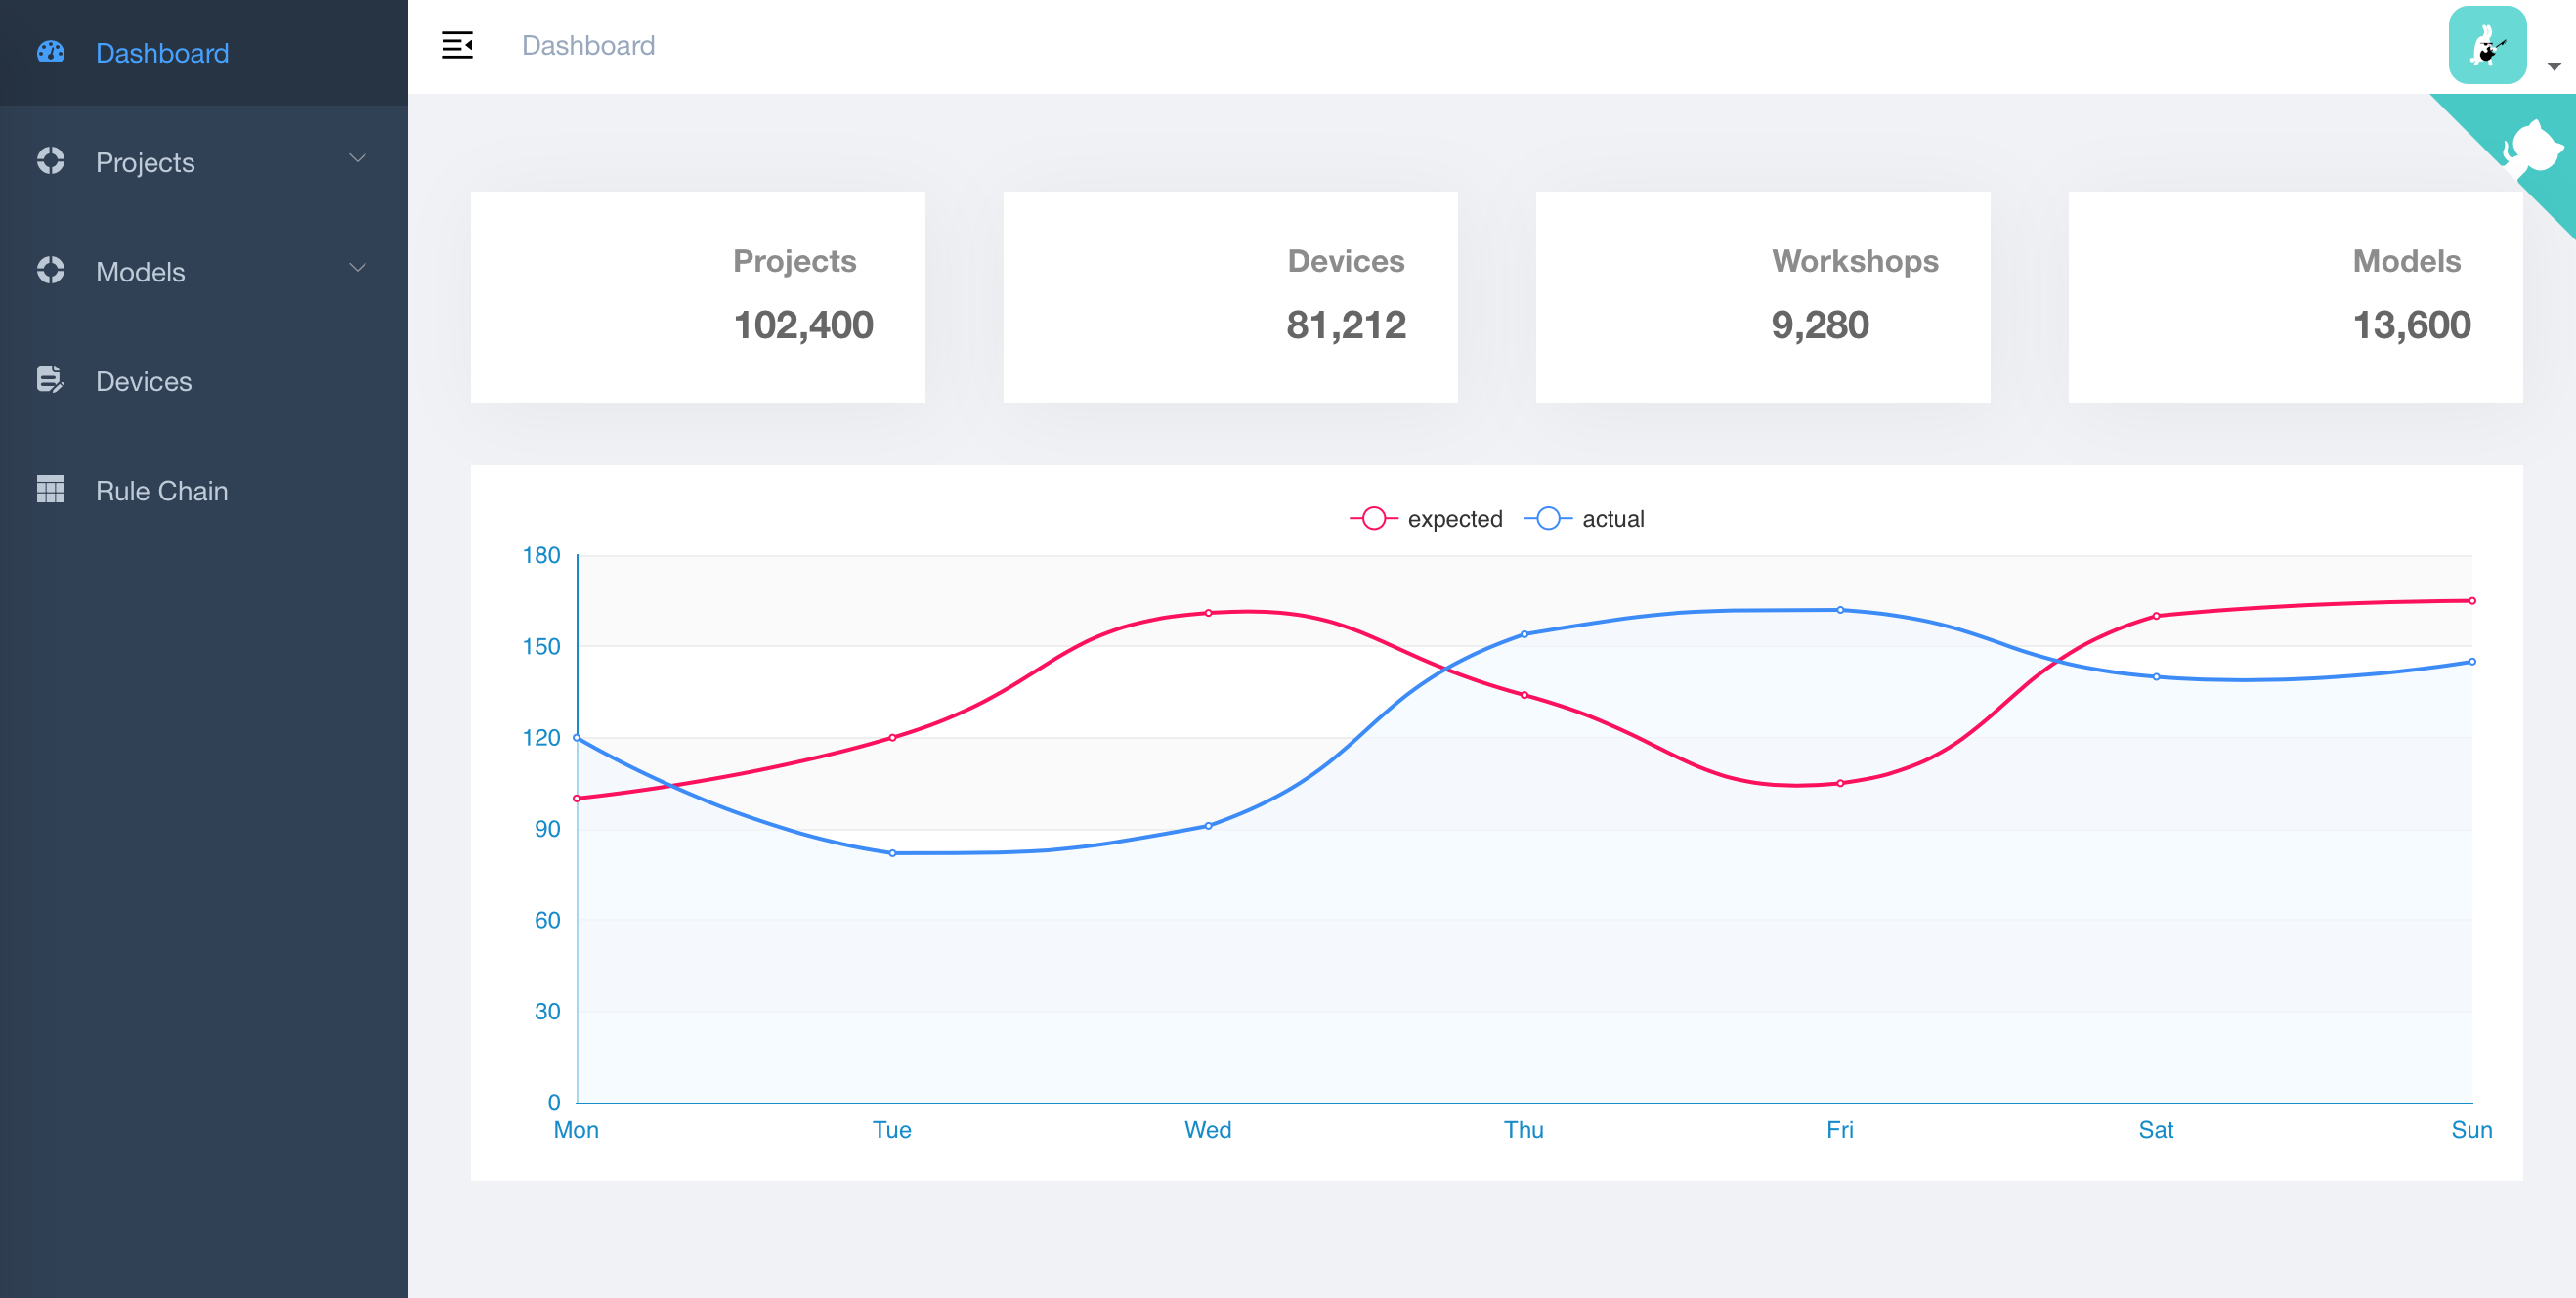 Dashboard
Projects
Models
Devices
Rule Chain
Dashboard
Projects
102,400
Devices
81,212
Workshops
9,280
Models
13,600
expected actual
180
150
120
90
60
30
0
Mon Tue Wed Thu Fri Sat Sun